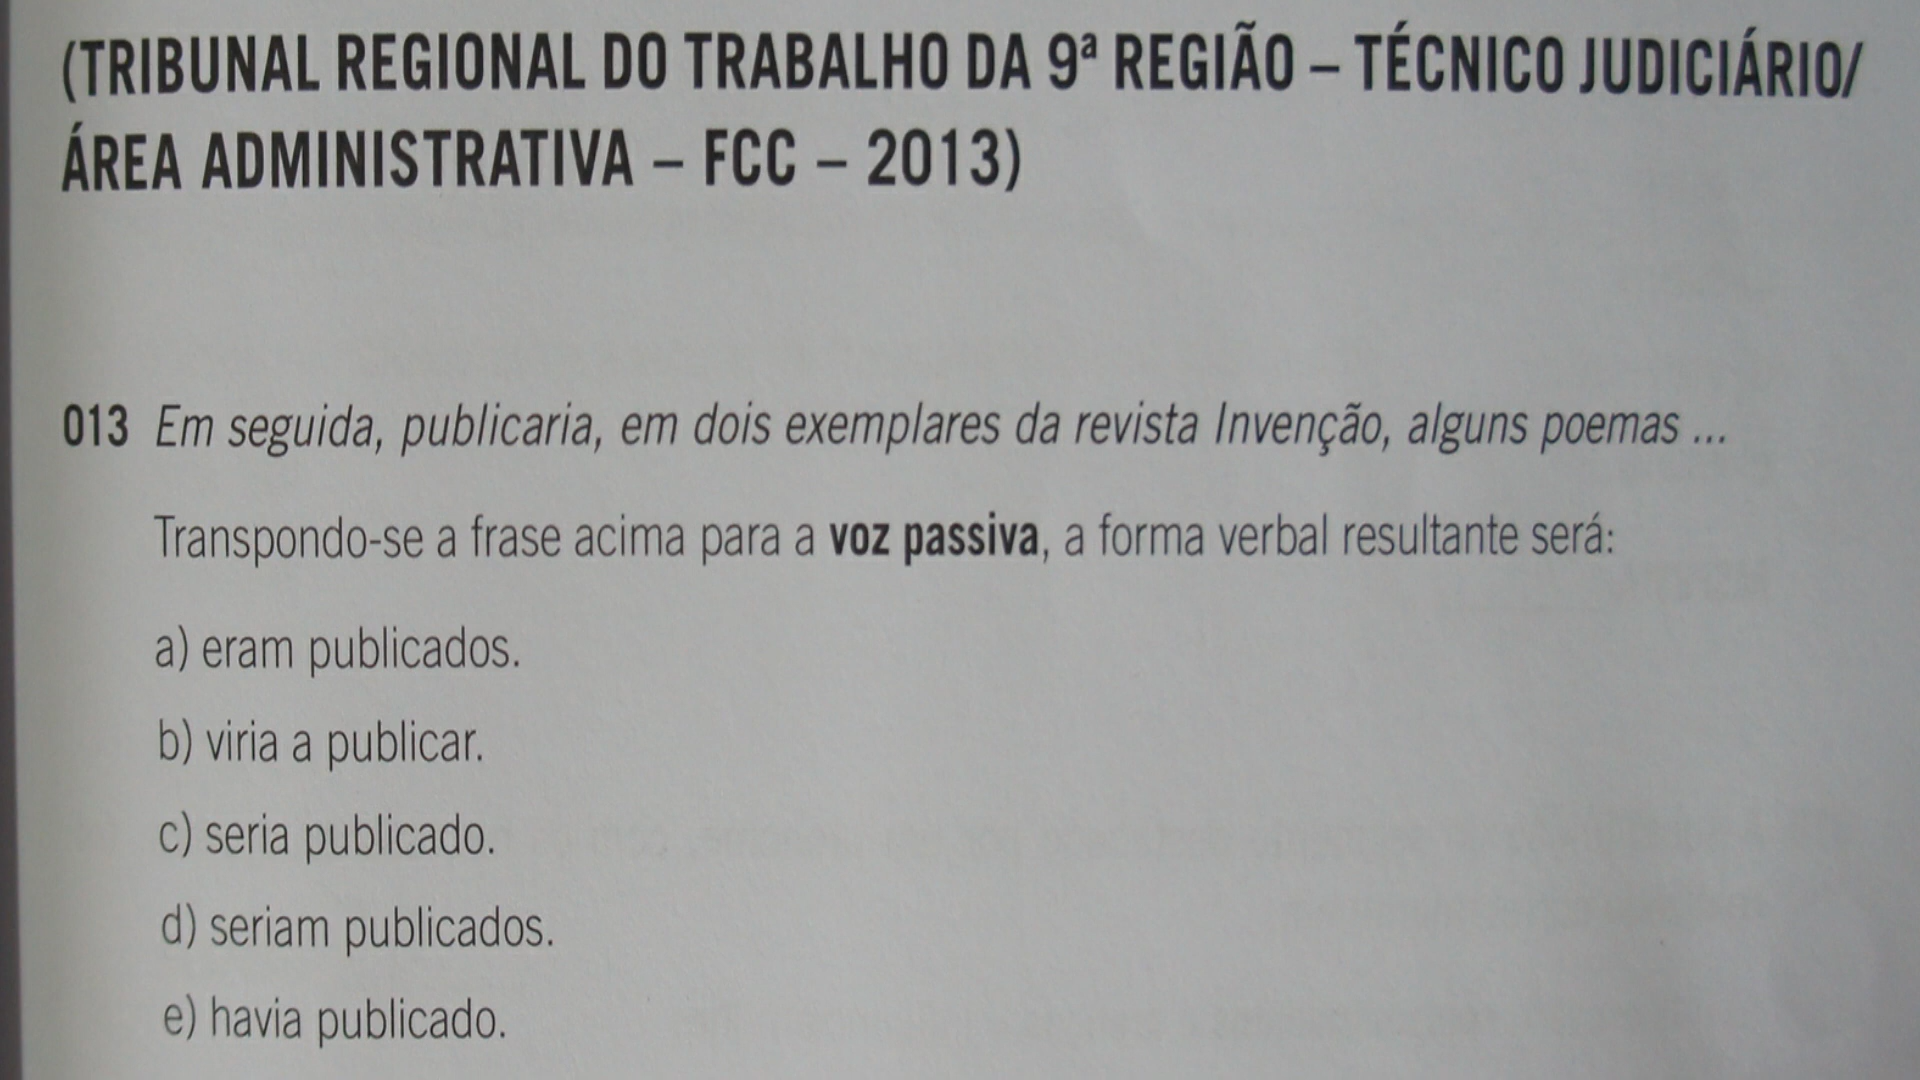 (TRIBUNAL REGIONAL DO TRABALHO DA 9ª REGIÃO – TÉCNICO JUDICIÁRIO/
ÁREA ADMINISTRATIVA – FCC – 2013)
013 Em seguida, publicaria, em dois exemplares da revista Invenção, alguns poemas ...
Transpondo-se a frase acima para a voz passiva, a forma verbal resultante será:
a) eram publicados.
b) viria a publicar.
c) seria publicado.
d) seriam publicados.
e) havia publicado.